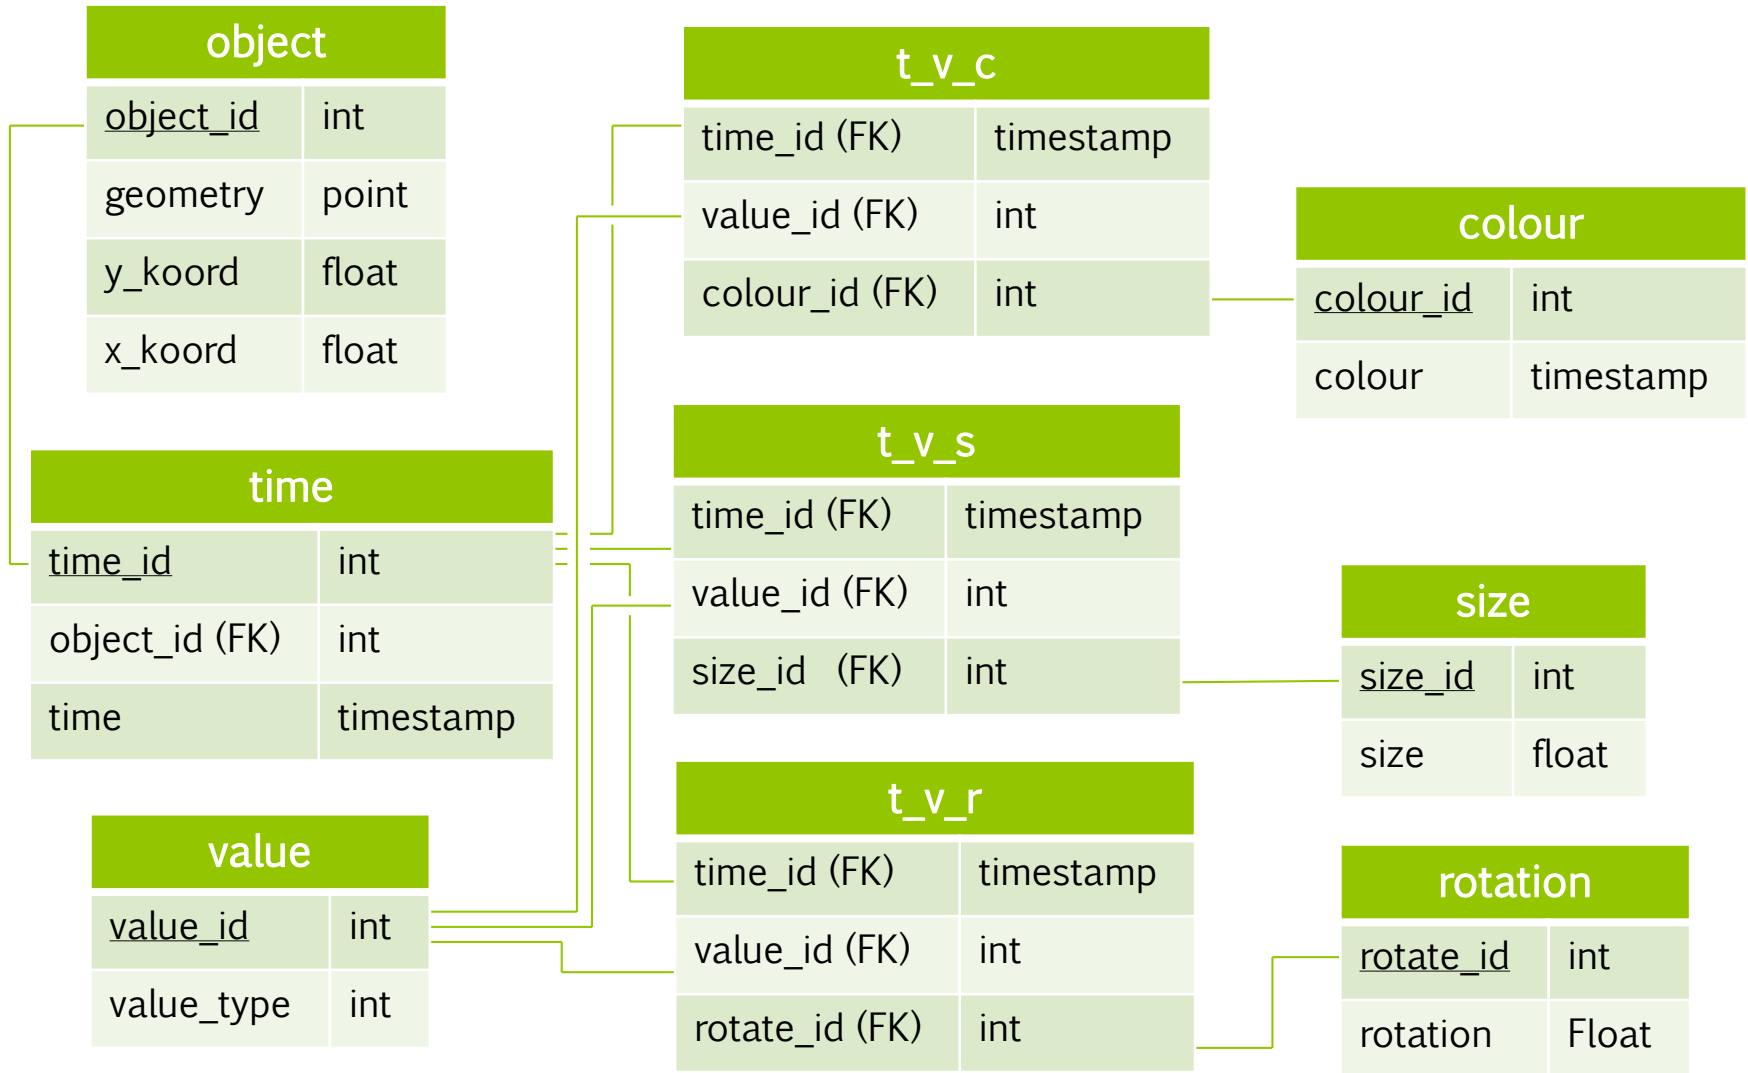 object
object_id int
geometry point
y_koord float
x_koord float
time
time_id int
object_id (FK) int
time timestamp
value
value_id int
value_type int
t_v_c
time_id (FK) timestamp
value_id (FK) int
colour_id (FK) int
t_v_s
time_id (FK) timestamp
value_id (FK) int
size_id (FK) int
t_v_r
time_id (FK) timestamp
value_id (FK) int
rotate_id (FK) int
colour
colour_id int
colour timestamp
size
size_id int
size float
rotation
rotate_id int
rotation Float